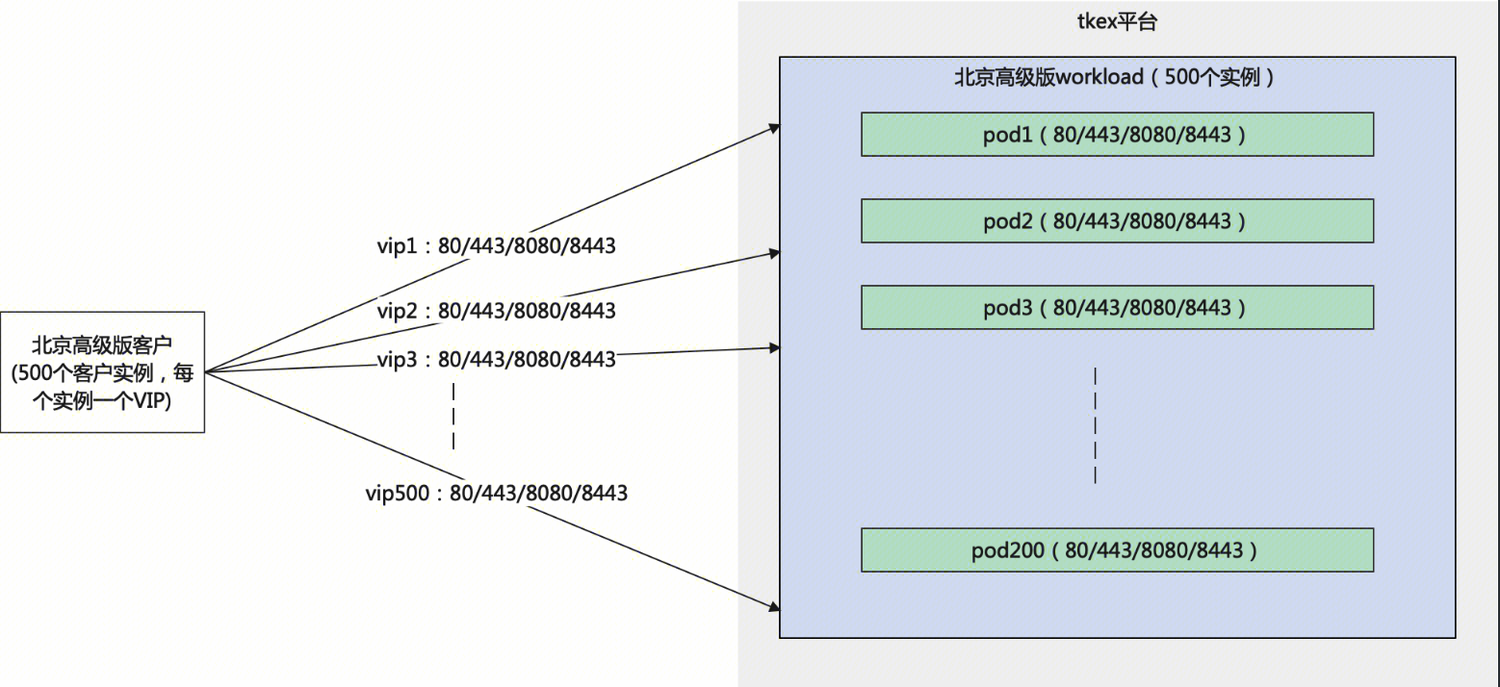 tkex平台
北京高级版workload（500个实例）
pod1（80/443/8080/8443）
pod2（80/443/8080/8443）
vip1：80/443/8080/8443
vip2：80/443/8080/8443
pod3（80/443/8080/8443）
vip3：80/443/8080/8443
北京高级版客户
(500个客户实例，每
个实例一个VIP)
vip500：80/443/8080/8443
pod200（80/443/8080/8443）